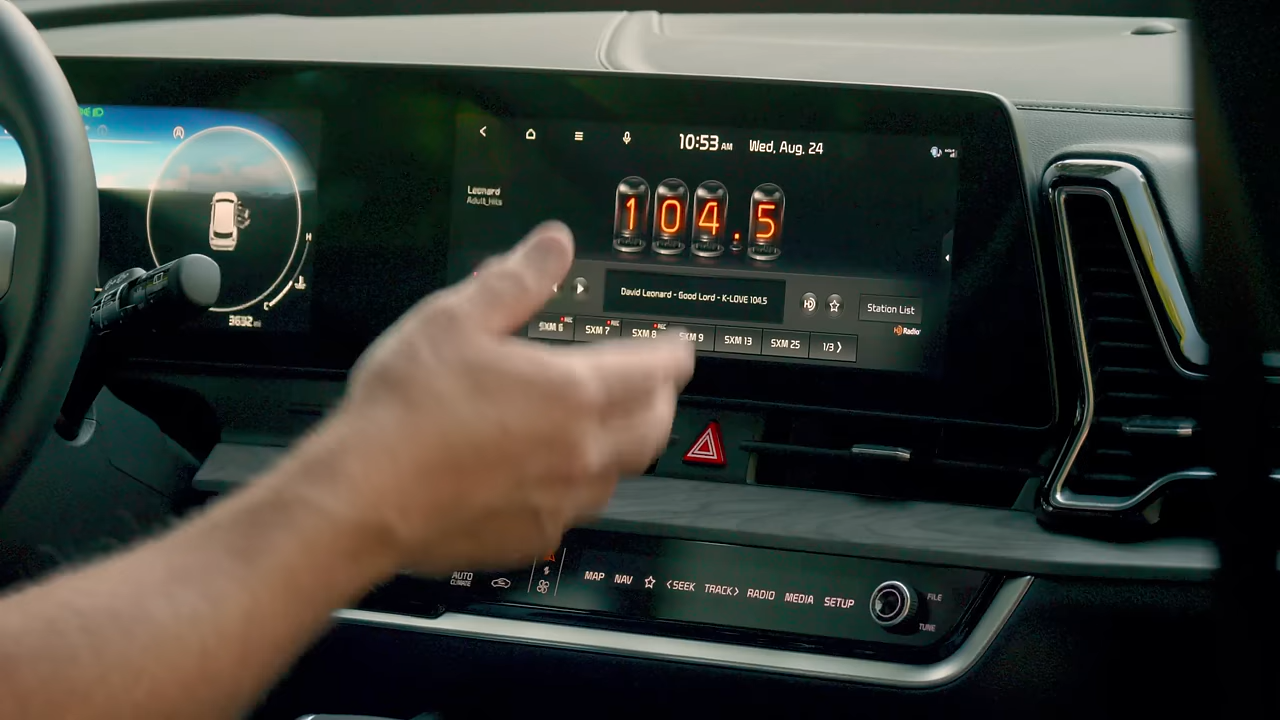 10:53 AM Wed, Aug. 24
Leonard
Adult_Hits
104.5
H
David Leonard - Good Lord - K-LOVE 104.5
HD
Station List
HD Radio
SXM 6 SXM 7 SXM 8 SXM 9 SXM 13 SXM 25 1/3 >
3632 mi
AUTO
CLIMATE
MAP NAV < SEEK TRACK > RADIO MEDIA SETUP
FILE
TUNE